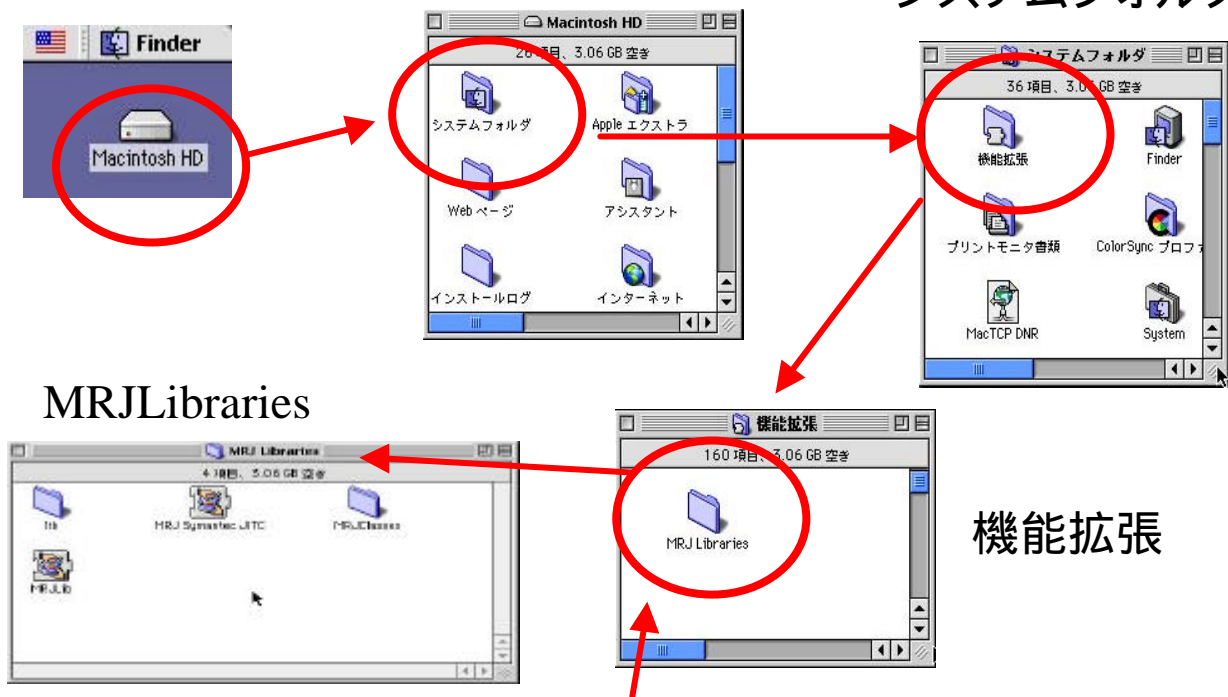 システムフォルダ
Finder
Macintosh HD
Macintosh HD
項目、3.06 GB 空き
システムフォルダ
Apple エクストラ
Web ページ
アシスタント
インストールログ
インターネット
システムフォルダ
36 項目、3.06 GB 空き
機能拡張
Finder
プリントモニタ書類
ColorSync プロファ
MacTCP DNR
System
MRJLibraries
MRJ Libraries
4 項目、3.06 GB 空き
lib
MRJ Symantec JITC
MRJClasses
MRJLib
機能拡張
160 項目、3.06 GB 空き
MRJ Libraries
機能拡張